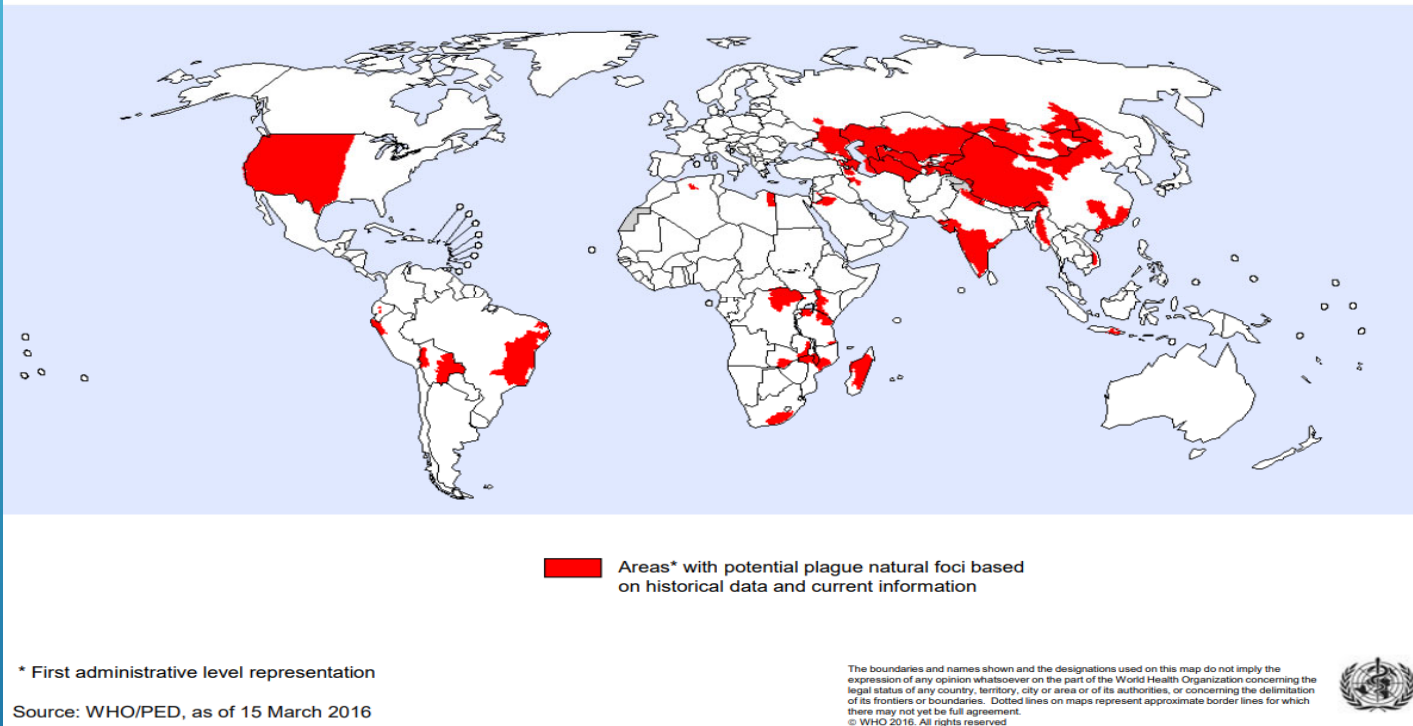 Areas* with potential plague natural foci based
on historical data and current information
* First administrative level representation
Source: WHO/PED, as of 15 March 2016
The boundaries and names shown and the designations used on this map do not imply the
expression of any opinion whatsoever on the part of the World Health Organization concerning the
legal status of any country, territory, city or area or of its authorities, or concerning the delimitation
of its frontiers or boundaries. Dotted lines on maps represent approximate border lines for which
there may not yet be full agreement.
© WHO 2016. All rights reserved